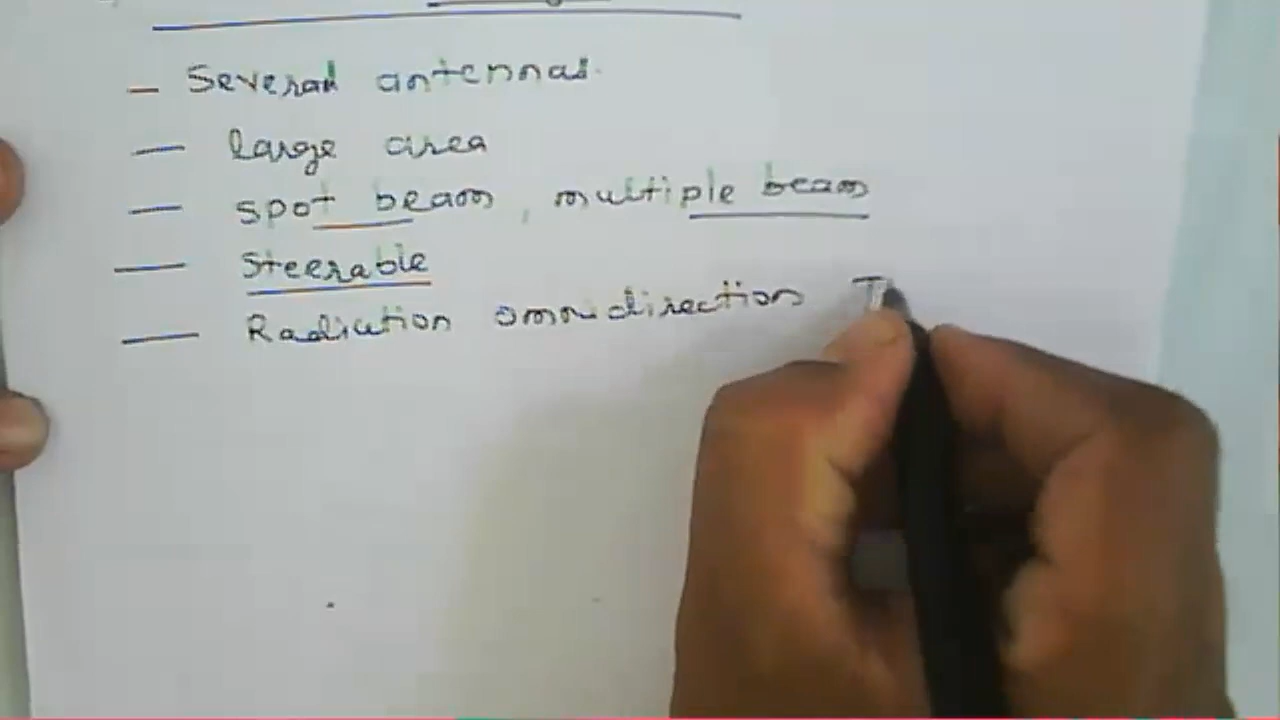 — Several antennas.
— large area
— spot beam, multiple beam
— Steerable
— Radiation omnidirection T